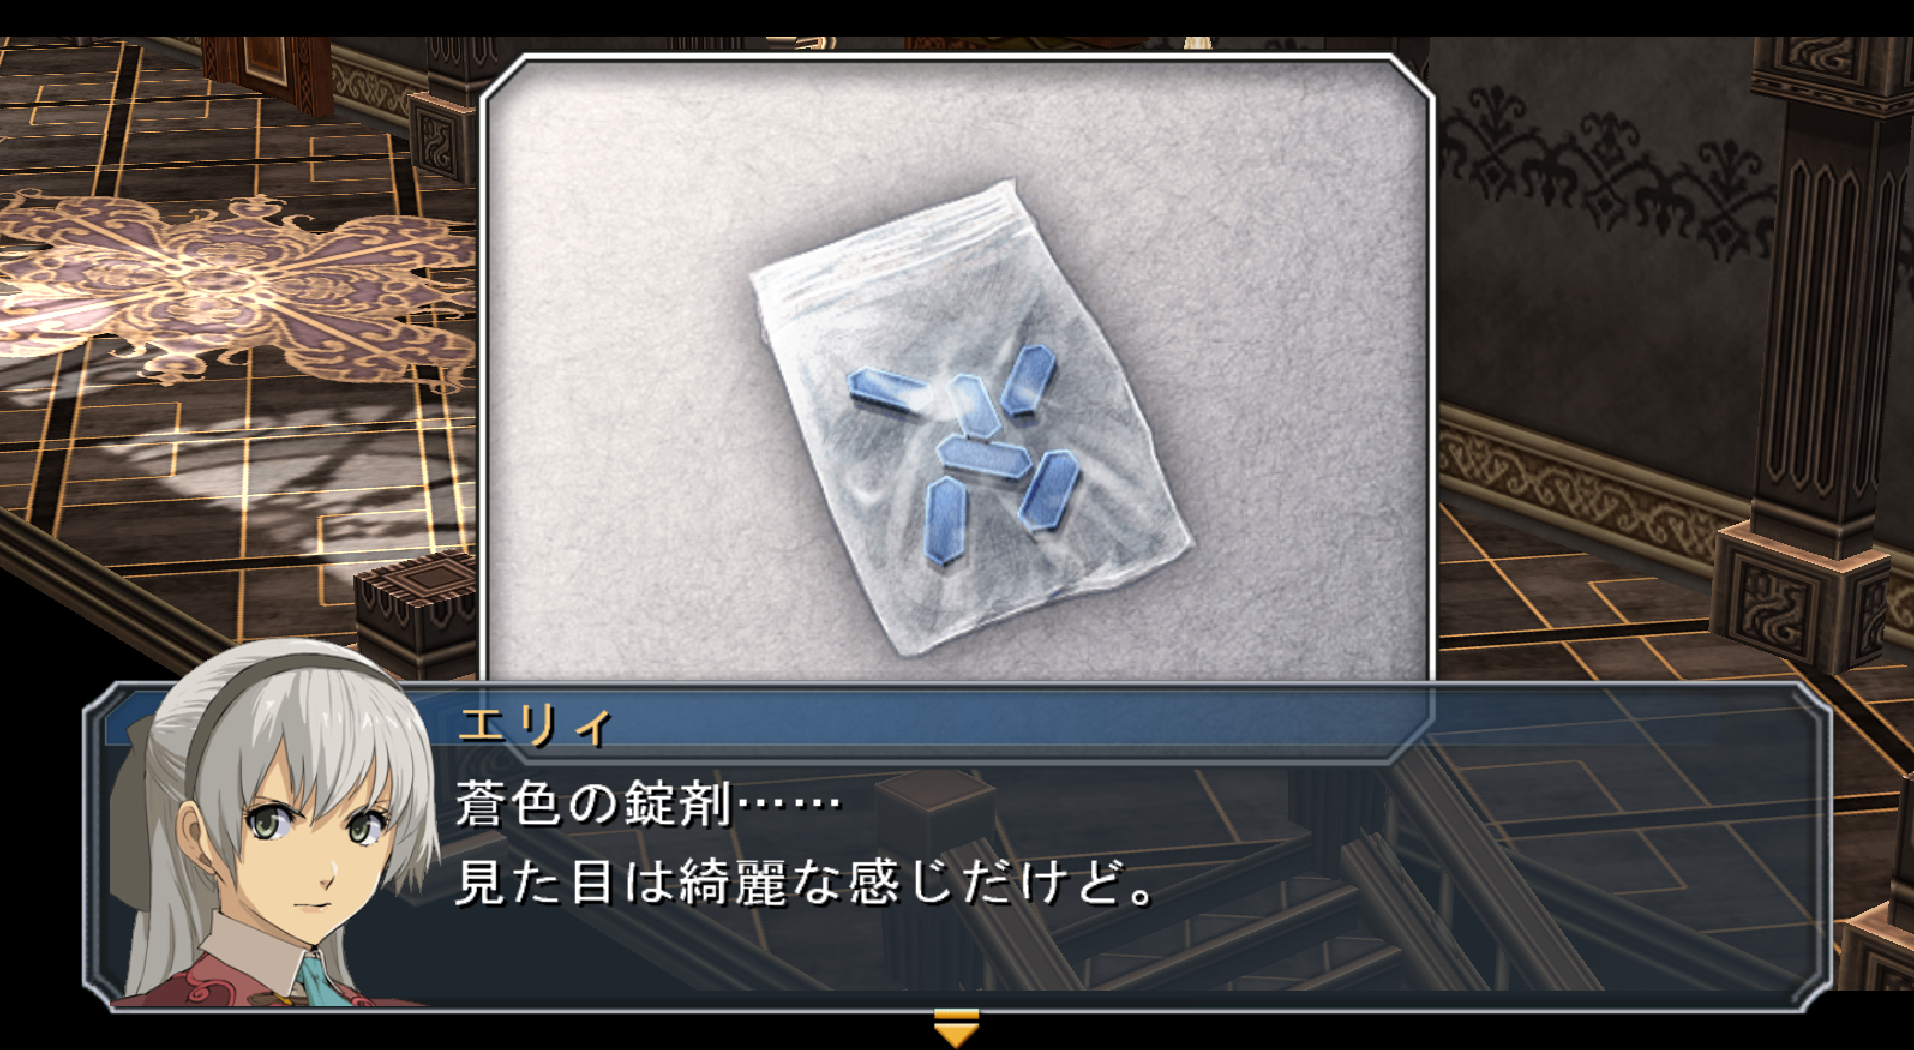 エリィ
蒼色の錠剤……
見た目は綺麗な感じだけど。